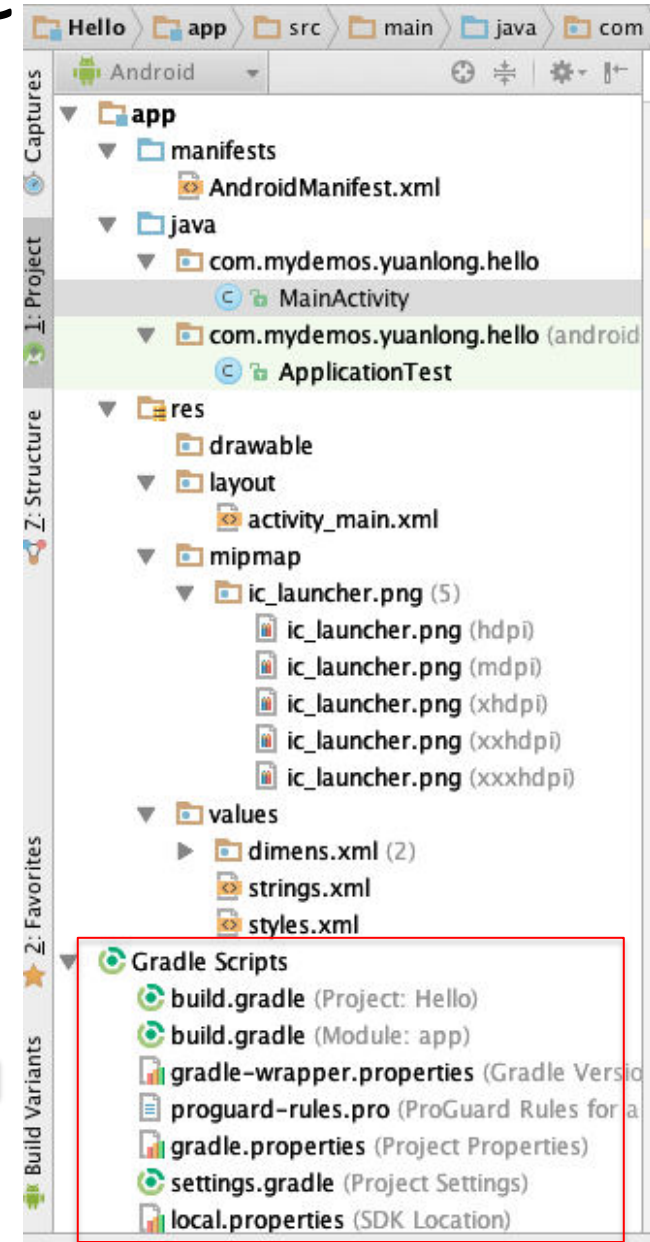 Hello app src main java com
Android
app
manifests
AndroidManifest.xml
java
com.mydemos.yuanlong.hello
MainActivity
com.mydemos.yuanlong.hello (android
ApplicationTest
res
drawable
layout
activity_main.xml
mipmap
ic_launcher.png (5)
ic_launcher.png (hdpi)
ic_launcher.png (mdpi)
ic_launcher.png (xhdpi)
ic_launcher.png (xxhdpi)
ic_launcher.png (xxxhdpi)
values
dimens.xml (2)
strings.xml
styles.xml
Gradle Scripts
build.gradle (Project: Hello)
build.gradle (Module: app)
gradle-wrapper.properties (Gradle Versio
proguard-rules.pro (ProGuard Rules for a
gradle.properties (Project Properties)
settings.gradle (Project Settings)
local.properties (SDK Location)
Captures
1: Project
Z: Structure
2: Favorites
Build Variants